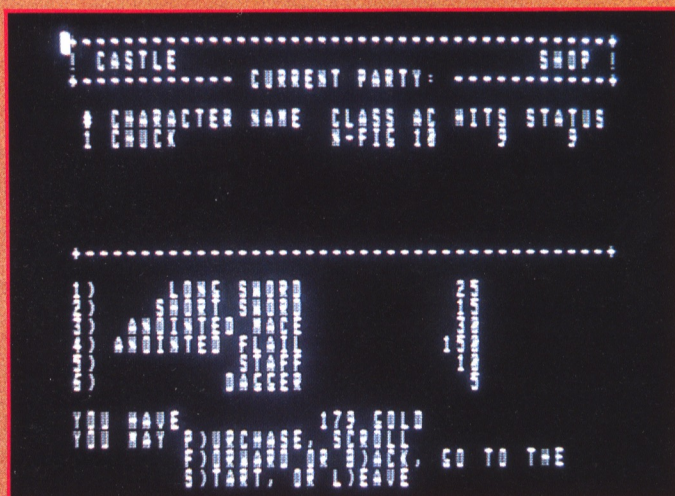 ! CASTLE SHOP !
CURRENT PARTY:
# CHARACTER NAME CLASS AC HITS STATUS
1 CHUCK N-FIG 10 9 9
1) LONG SWORD 25
2) SHORT SWORD 15
3) ANOINTED MACE 30
4) ANOINTED FLAIL 150
5) STAFF 10
6) DAGGER 5
YOU HAVE 179 GOLD
YOU MAY P)URCHASE, SCROLL
F)ORWARD OR B)ACK, GO TO THE
S)TART, OR L)EAVE